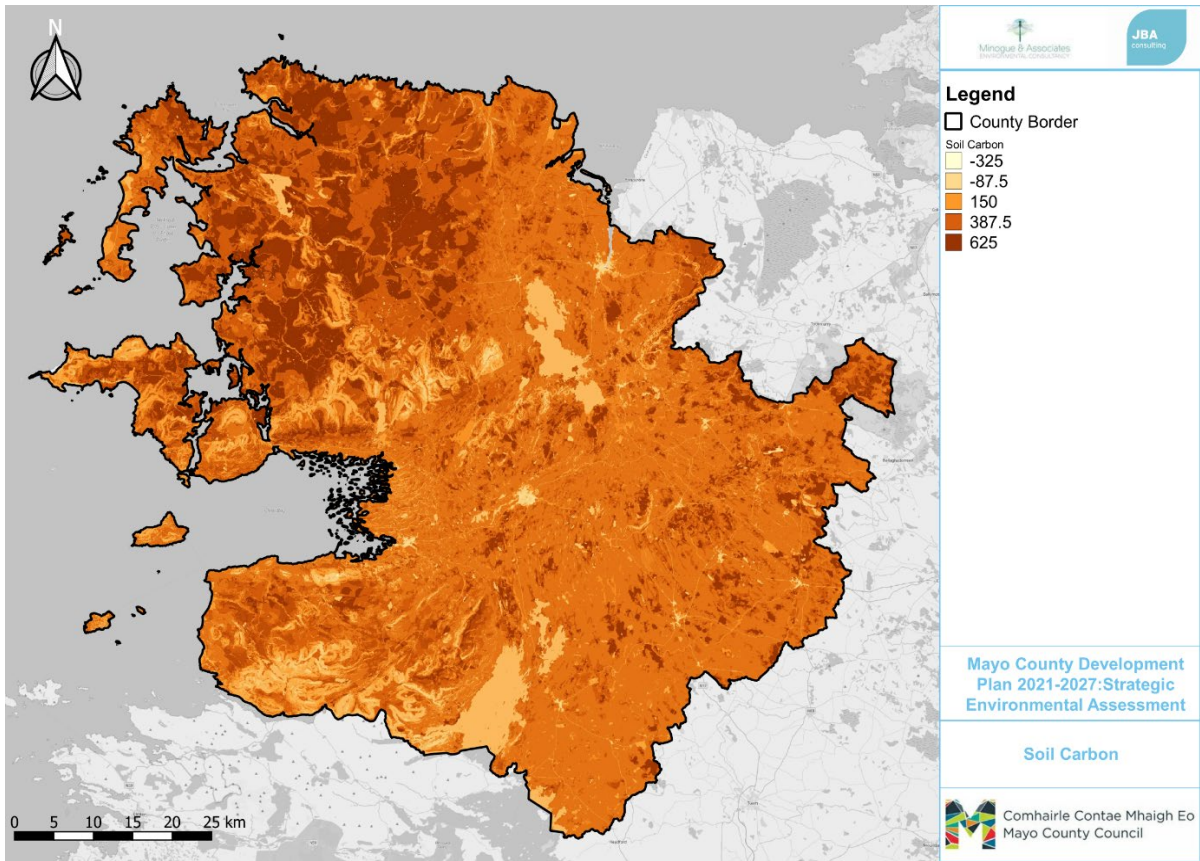 N
Minogue & Associates
ENVIRONMENTAL CONSULTANCY
JBA
consulting
Legend
County Border
Soil Carbon
-325
-87.5
150
387.5
625
0 5 10 15 20 25 km
Mayo County Development
Plan 2021-2027:Strategic
Environmental Assessment
Soil Carbon
Comhairle Contae Mhaigh Eo
Mayo County Council